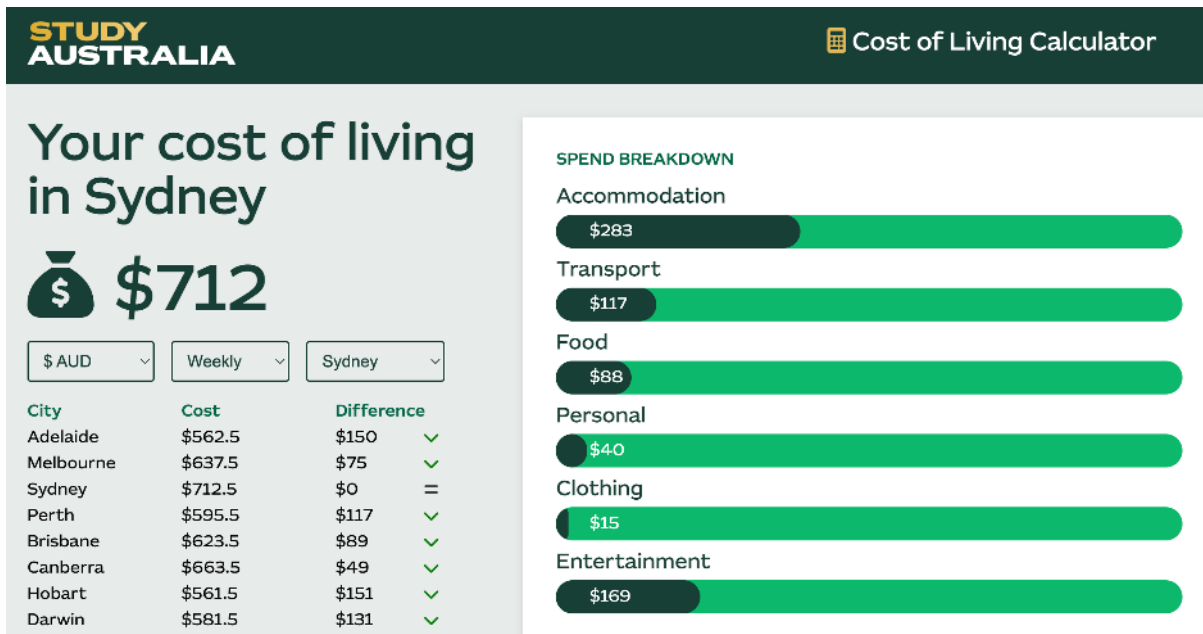 STUDY
AUSTRALIA
Cost of Living Calculator
Your cost of living
in Sydney
$
$712
$ AUD Weekly Sydney
City Cost Difference
Adelaide $562.5 $150
Melbourne $637.5 $75
Sydney $712.5 $0 =
Perth $595.5 $117
Brisbane $623.5 $89
Canberra $663.5 $49
Hobart $561.5 $151
Darwin $581.5 $131
SPEND BREAKDOWN
Accommodation
$283
Transport
$117
Food
$88
Personal
$40
Clothing
$15
Entertainment
$169